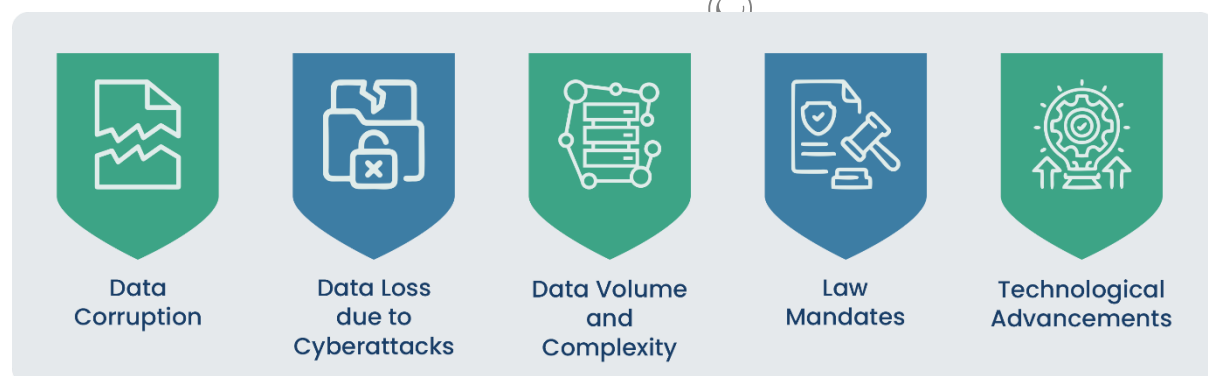 Data
Corruption
Data Loss
due to
Cyberattacks
Data Volume
and
Complexity
Law
Mandates
Technological
Advancements